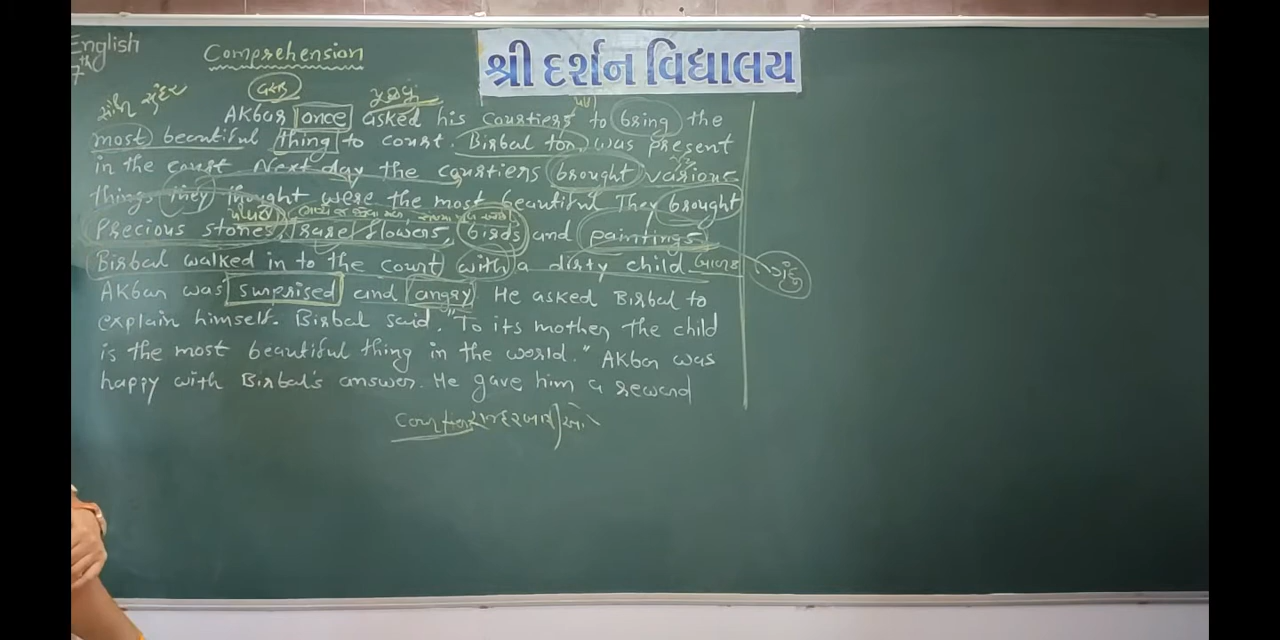 English
7th
Comprehension
શ્રી દર્શન વિદ્યાલય
સુંદર
AKbar once asked his Courtiers to bring the
most beautiful thing to court. Birbal too, was present
in the court Next day the courtiers brought various
things they thought were the most beautiful They brought
Precious stones, rare flowers, birds and paintings
Birbal walked in to the court with a dirty child બાળક
AKbar was surprised and angry. He asked Birbal to
explain himself. Birbal said. "To its mother, the child
is the most beautiful thing in the world." AKbar was
happy with Birbal's answer. He gave him a reward